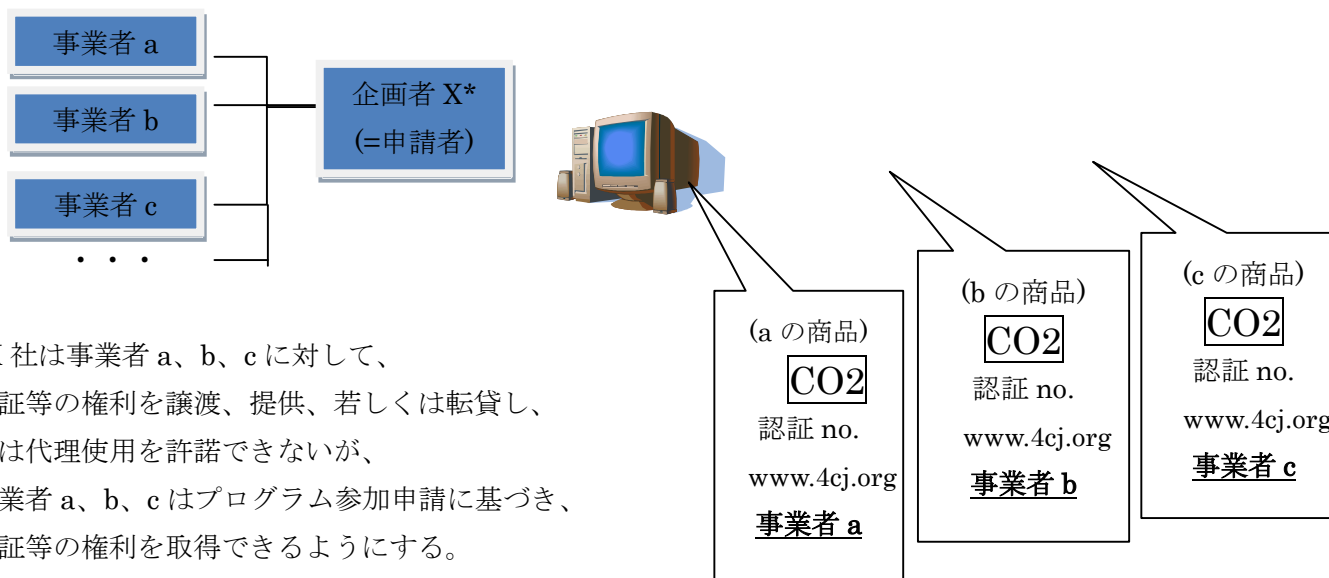 事業者 a
事業者 b
事業者 c
・・・
企画者 X*
(=申請者)
(a の商品)
CO2
認証 no.
www.4cj.org
事業者 a
(b の商品)
CO2
認証 no.
www.4cj.org
事業者 b
(c の商品)
CO2
認証 no.
www.4cj.org
事業者 c
社は事業者 a、b、c に対して、
証等の権利を譲渡、提供、若しくは転貸し、
は代理使用を許諾できないが、
業者 a、b、c はプログラム参加申請に基づき、
証等の権利を取得できるようにする。